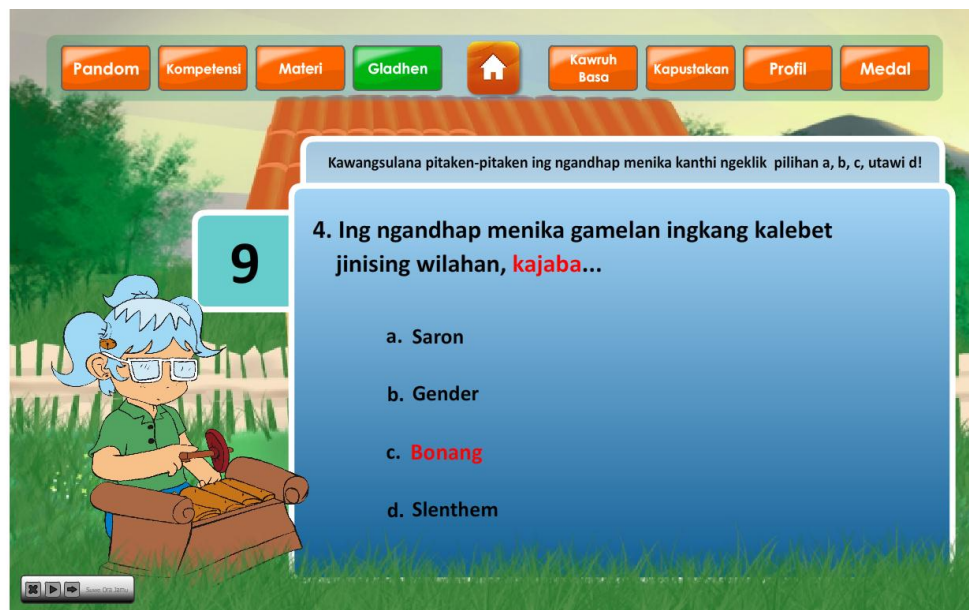 Pandom
Kompetensi
Materi
Gladhen
Kawruh
Basa
Kapustakan
Profil
Medal
Kawangsulana pitaken-pitaken ing ngandhap menika kanthi ngeklik pilihan a, b, c, utawi d!
9
4. Ing ngandhap menika gamelan ingkang kalebet
jinising wilahan, kajaba...
a. Saron
b. Gender
c. Bonang
d. Slenthem